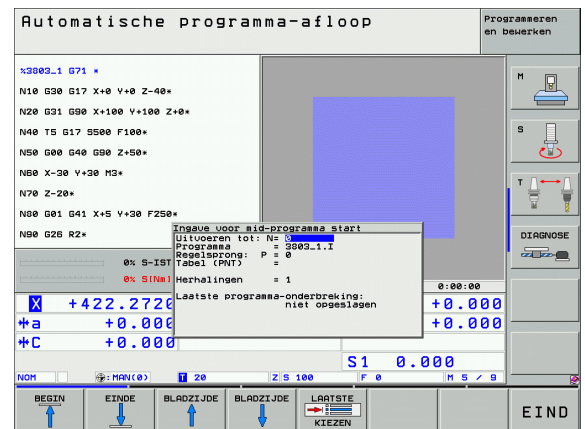 Automatische programma-afloop
Programmeren
en bewerken
%3803_1 G71 *
N10 G30 G17 X+0 Y+0 Z-40*
N20 G31 G90 X+100 Y+100 Z+0*
N40 T5 G17 S500 F100*
N50 G00 G40 G90 Z+50*
N60 X-30 Y+30 M3*
N70 Z-20*
N80 G01 G41 X+5 Y+30 F250*
N90 G26 R2*
Ingave voor mid-programma start
Uitvoeren tot: N= 0
Programma = 3803_1.I
Regelsprong: P = 0
Tabel (PNT) =
Herhalingen = 1
Laatste programma-onderbreking:
niet opgeslagen
0% S-IST
0% S[Nm]
0:00:00
X +422.272
+0.000
*a +0.000
+0.000
*C +0.000
S1 0.000
NOM
: MAN(0)
T 20
Z S 100
F 0
M 5 / 9
M
S
T
DIAGNOSE
BEGIN
EINDE
BLADZIJDE
BLADZIJDE
LAATSTE
KIEZEN
EIND